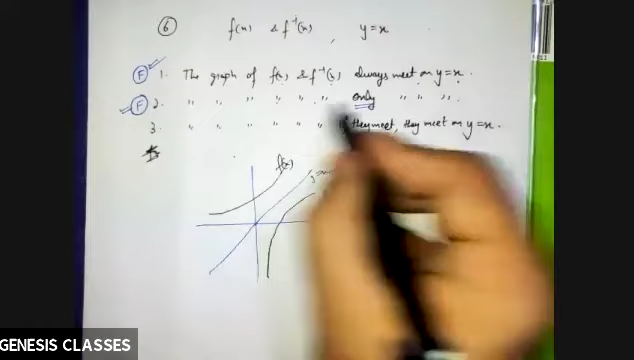 6 f(x) & f⁻¹(x) , y = x
F 1. The graph of f(x) & f⁻¹(x) always meet on y = x.
F 2. " " " " " " only " " ".
3. " " " " " they meet, they meet on y = x.
f(x)
GENESIS CLASSES